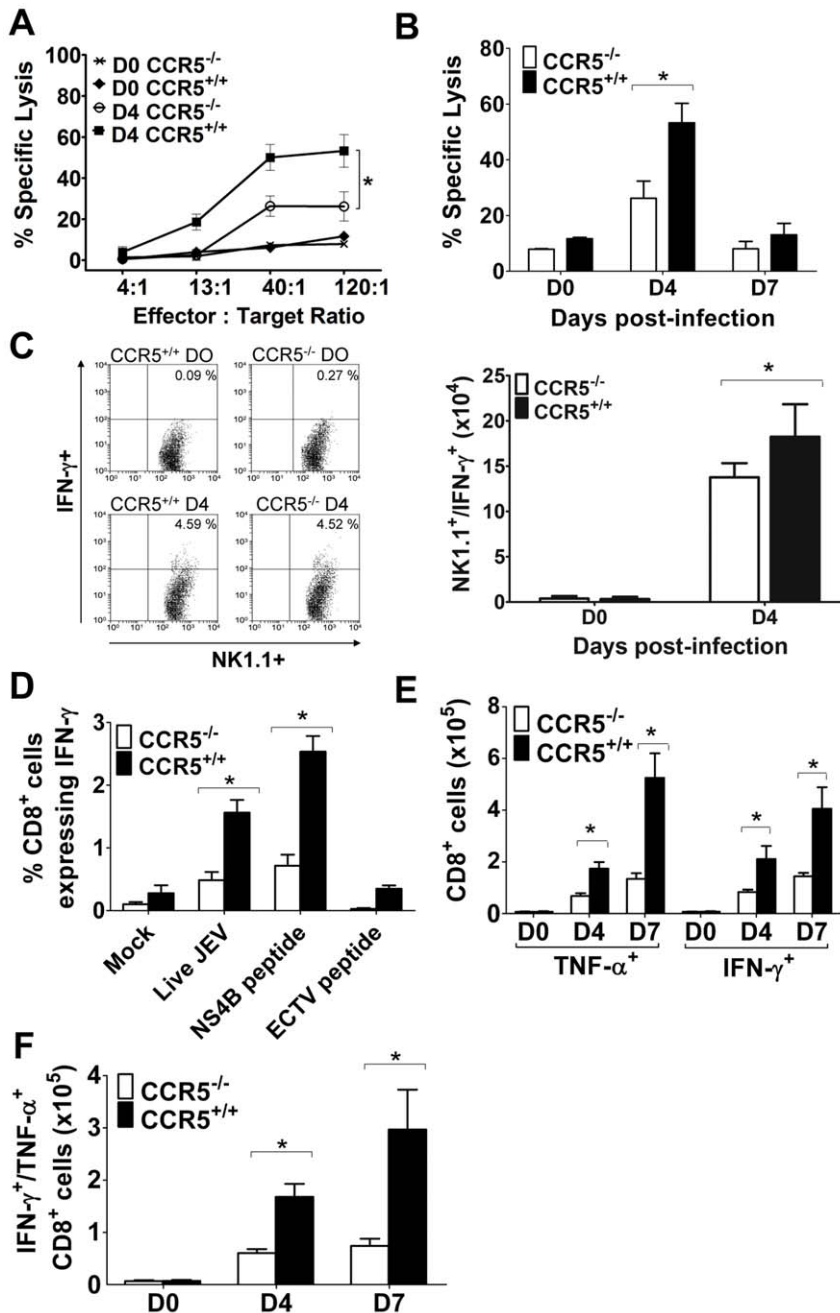 A
% Specific Lysis
100
80
60
40
20
0
D0 CCR5-/-
D0 CCR5+/+
D4 CCR5-/-
D4 CCR5+/+
*
4:1 13:1 40:1 120:1
Effector : Target Ratio
B
% Specific Lysis
80
60
40
20
0
CCR5-/-
CCR5+/+
*
D0 D4 D7
Days post-infection
C
IFN-γ+
CCR5+/+ DO
0.09 %
CCR5-/- DO
0.27 %
CCR5+/+ D4
4.59 %
CCR5-/- D4
4.52 %
NK1.1+
NK1.1+/IFN-γ+ (x104)
25
20
15
10
5
0
CCR5-/-
CCR5+/+
*
D0 D4
Days post-infection
D
% CD8+ cells
expressing IFN-γ
3
2
1
0
CCR5-/-
CCR5+/+
*
*
Mock
Live JEV
NS4B peptide
ECTV peptide
E
CD8+ cells (x105)
8
6
4
2
0
CCR5-/-
CCR5+/+
*
*
*
*
D0 D4 D7 D0 D4 D7
TNF-α+ IFN-γ+
F
IFN-γ+/TNF-α+
CD8+ cells (x105)
4
3
2
1
0
CCR5-/-
CCR5+/+
*
*
D0 D4 D7